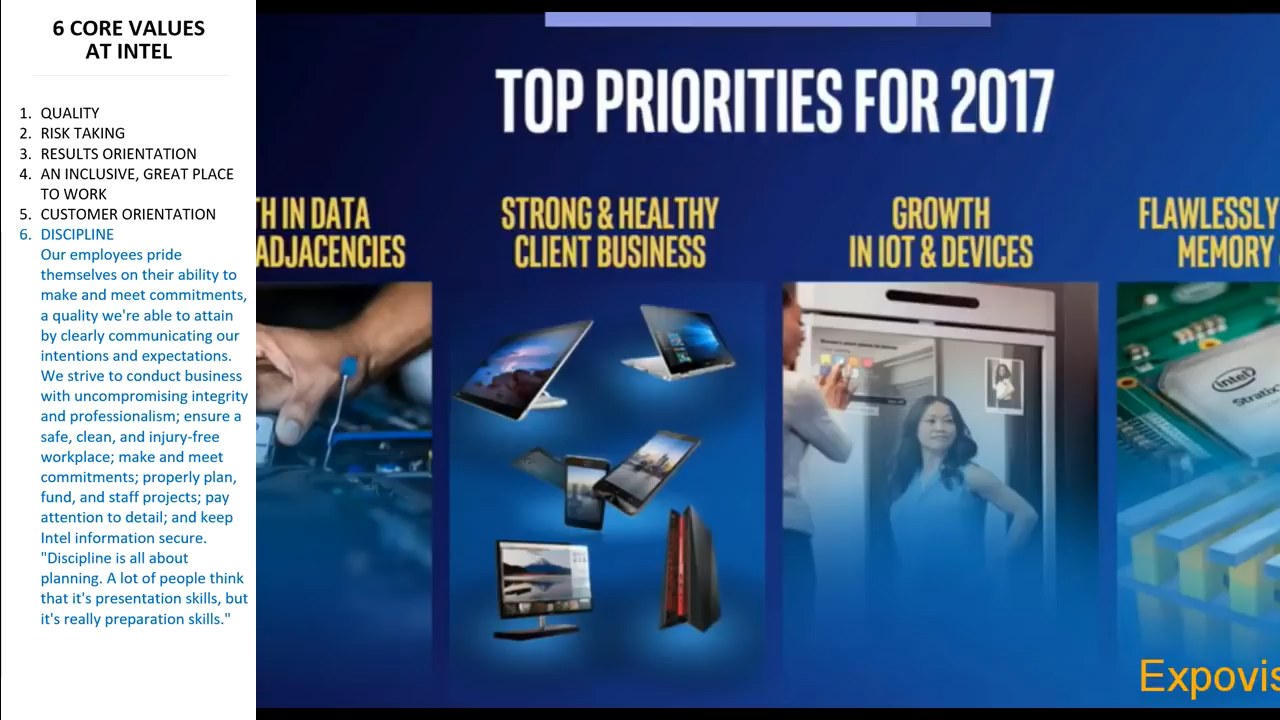 6 CORE VALUES
AT INTEL
1. QUALITY
2. RISK TAKING
3. RESULTS ORIENTATION
4. AN INCLUSIVE, GREAT PLACE
TO WORK
5. CUSTOMER ORIENTATION
6. DISCIPLINE
Our employees pride
themselves on their ability to
make and meet commitments,
a quality we're able to attain
by clearly communicating our
intentions and expectations.
We strive to conduct business
with uncompromising integrity
and professionalism; ensure a
safe, clean, and injury-free
workplace; make and meet
commitments; properly plan,
fund, and staff projects; pay
attention to detail; and keep
Intel information secure.
"Discipline is all about
planning. A lot of people think
that it's presentation skills, but
it's really preparation skills."
TOP PRIORITIES FOR 2017
TH IN DATA
ADJACENCIES
STRONG & HEALTHY
CLIENT BUSINESS
GROWTH
IN IOT & DEVICES
FLAWLESSLY
MEMORY
intel
Stratix
Expovis